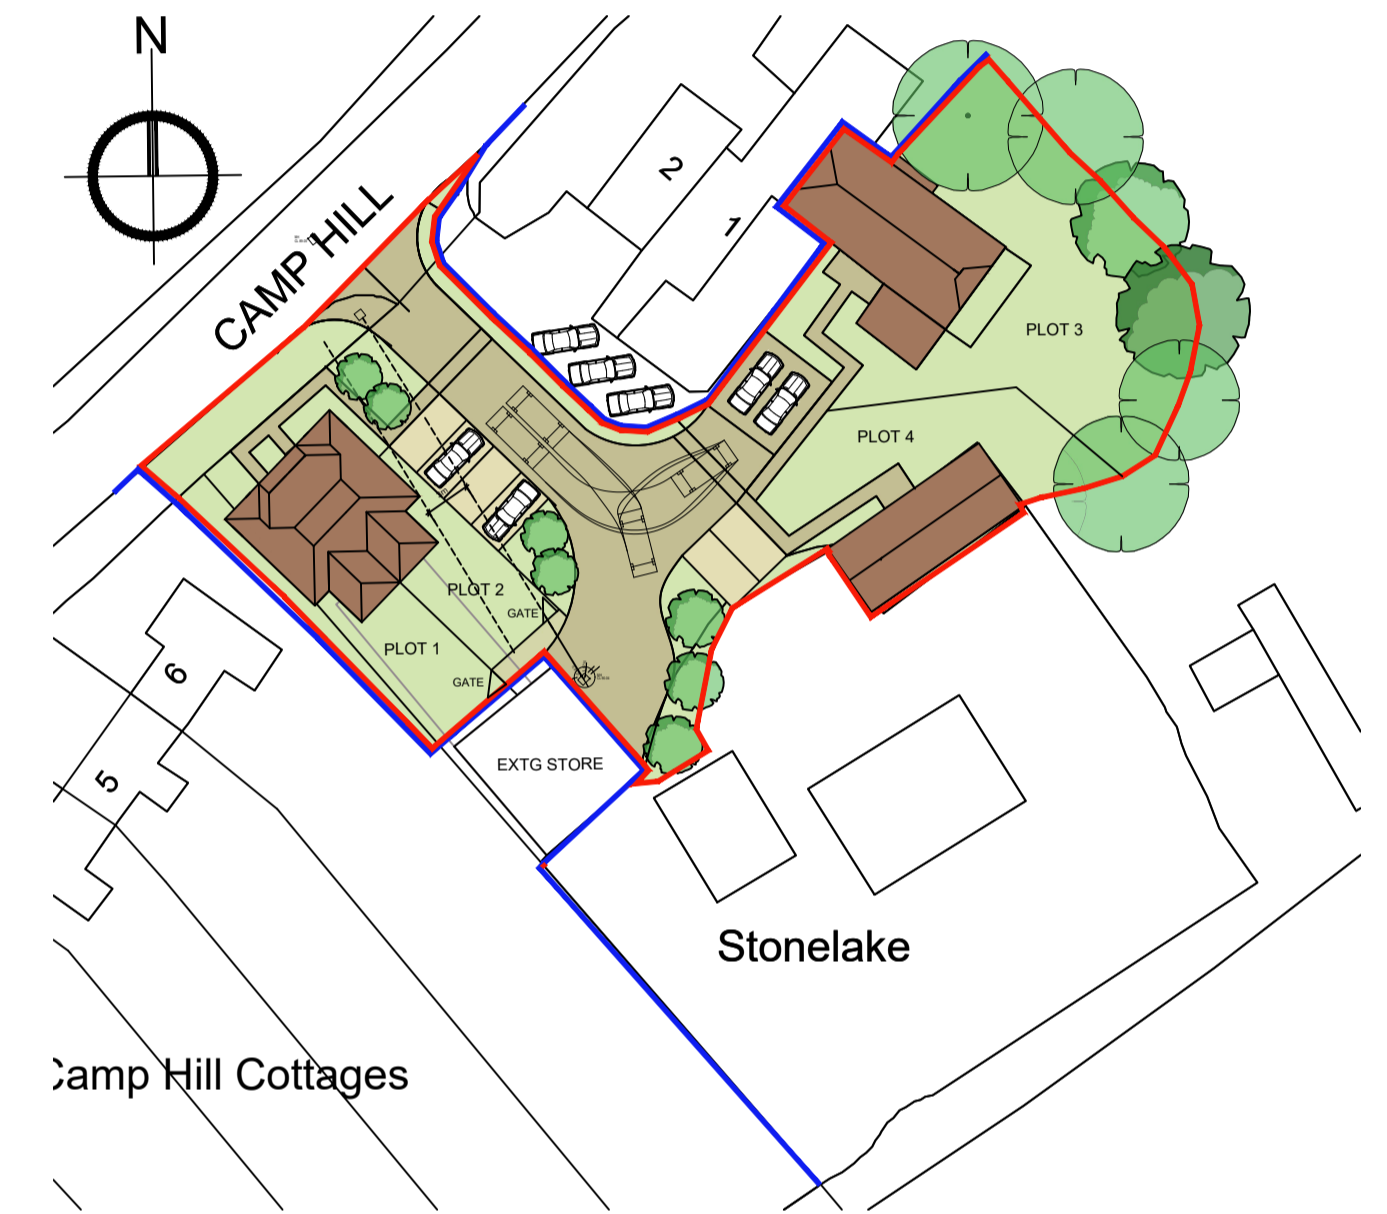 N
CAMP HILL
2
1
PLOT 3
PLOT 4
PLOT 2
GATE
PLOT 1
GATE
6
5
EXTG STORE
Stonelake
Camp Hill Cottages